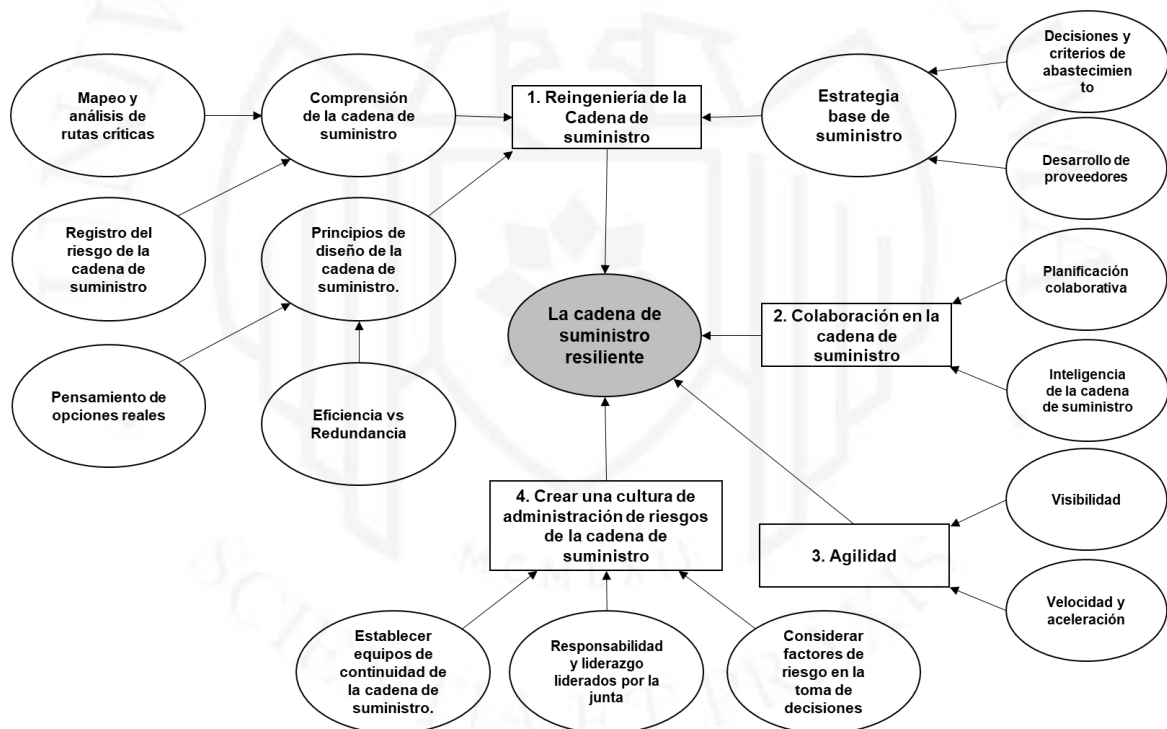 Decisiones y
criterios de
abastecimien
to
Mapeo y
análisis de
rutas críticas
Comprensión
de la cadena de
suministro
1. Reingeniería de la
Cadena de
suministro
Estrategia
base de
suministro
Desarrollo de
proveedores
Registro del
riesgo de la
cadena de
suministro
Principios de
diseño de la
cadena de
suministro.
Planificación
colaborativa
La cadena de
suministro
resiliente
2. Colaboración en la
cadena de
suministro
Inteligencia
de la cadena
de suministro
Pensamiento de
opciones reales
Eficiencia vs
Redundancia
4. Crear una cultura de
administración de riesgos
de la cadena de
suministro
Visibilidad
3. Agilidad
Velocidad y
aceleración
Establecer
equipos de
continuidad de
la cadena de
suministro.
Responsabilidad
y liderazgo
liderados por la
junta
Considerar
factores de
riesgo en la
toma de
decisiones